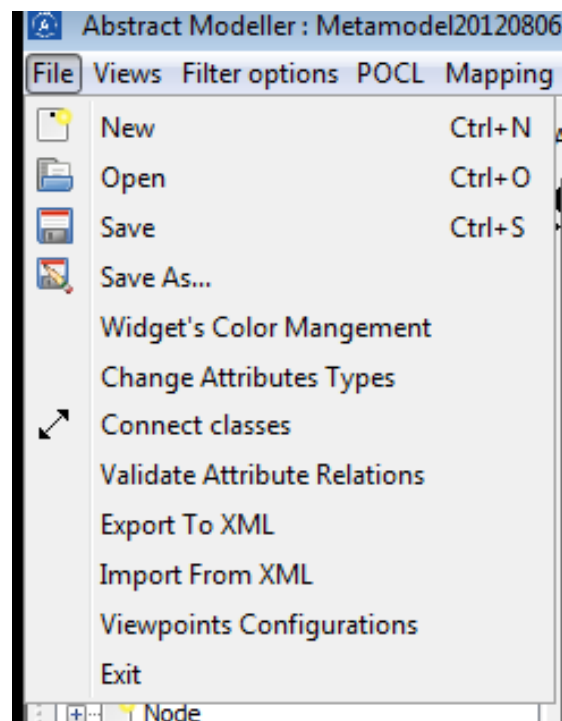 Abstract Modeller : Metamodel20120806
File Views Filter options POCL Mapping
New Ctrl+N
Open Ctrl+O
Save Ctrl+S
Save As...
Widget's Color Mangement
Change Attributes Types
Connect classes
Validate Attribute Relations
Export To XML
Import From XML
Viewpoints Configurations
Exit
Node